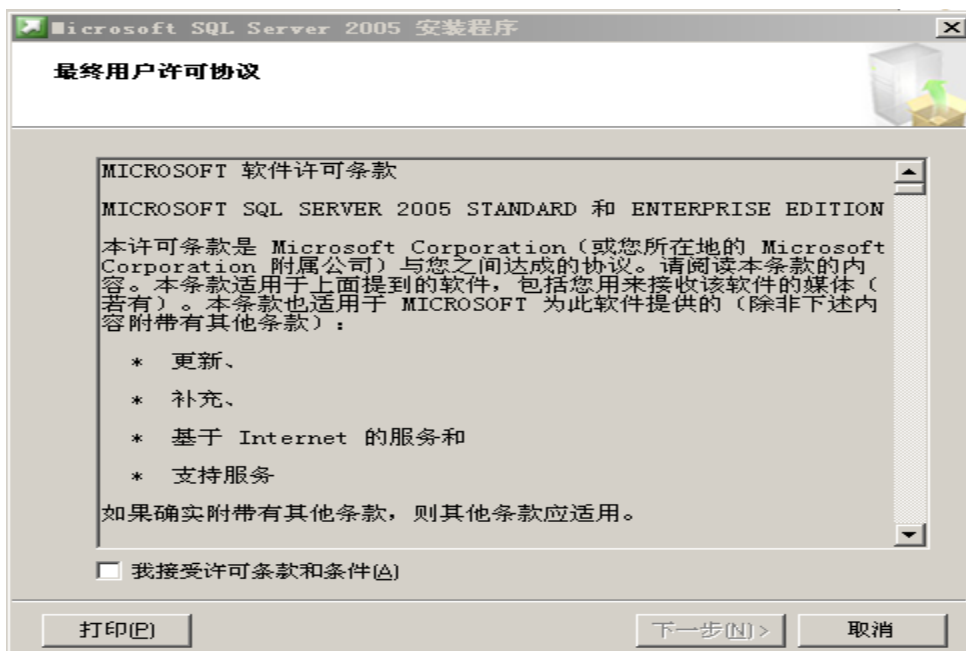 Microsoft SQL Server 2005 安装程序
最终用户许可协议
MICROSOFT 软件许可条款
MICROSOFT SQL SERVER 2005 STANDARD 和 ENTERPRISE EDITION
本许可条款是 Microsoft Corporation（或您所在地的 Microsoft
Corporation 附属公司）与您之间达成的协议。请阅读本条款的内
容。本条款适用于上面提到的软件，包括您用来接收该软件的媒体（
若有）。本条款也适用于 MICROSOFT 为此软件提供的（除非下述内
容附带有其他条款）：
* 更新、
* 补充、
* 基于 Internet 的服务和
* 支持服务
如果确实附带有其他条款，则其他条款应适用。
我接受许可条款和条件(A)
打印(P) 下一步(N)> 取消